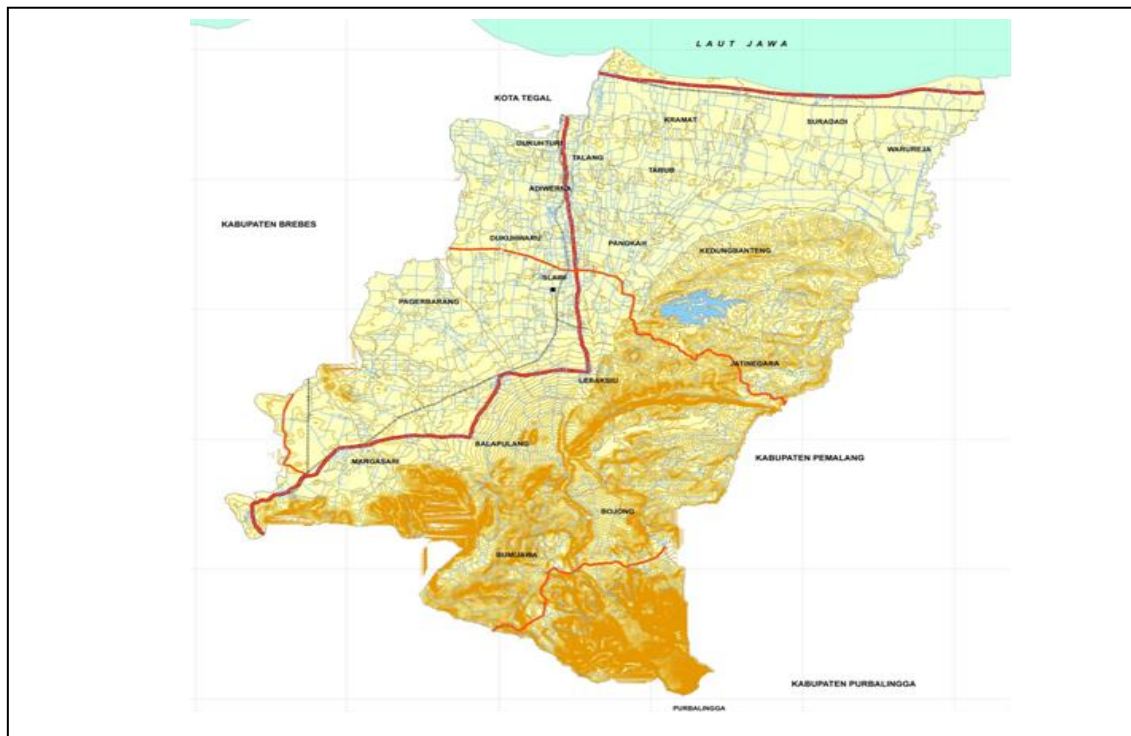 LAUT JAWA
KOTA TEGAL
KRAMAT
SURAGADI
DUKUHTURI
WARUREJA
TALANG
TARUB
ADIWERNA
KABUPATEN BREBES
DUKUHWARU
PANGKAH
KEDUNGBANTENG
SLAWI
PAGERBARANG
JATINEGARA
LEBAKSIU
BALAPULANG
KABUPATEN PEMALANG
MARGASARI
BOJONG
BUMIJAWA
KABUPATEN PURBALINGGA
PURBALINGGA